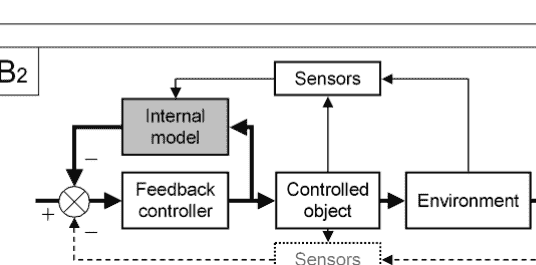 B2
Sensors
Internal
model
−
Feedback
controller
Controlled
object
Environment
+
−
Sensors